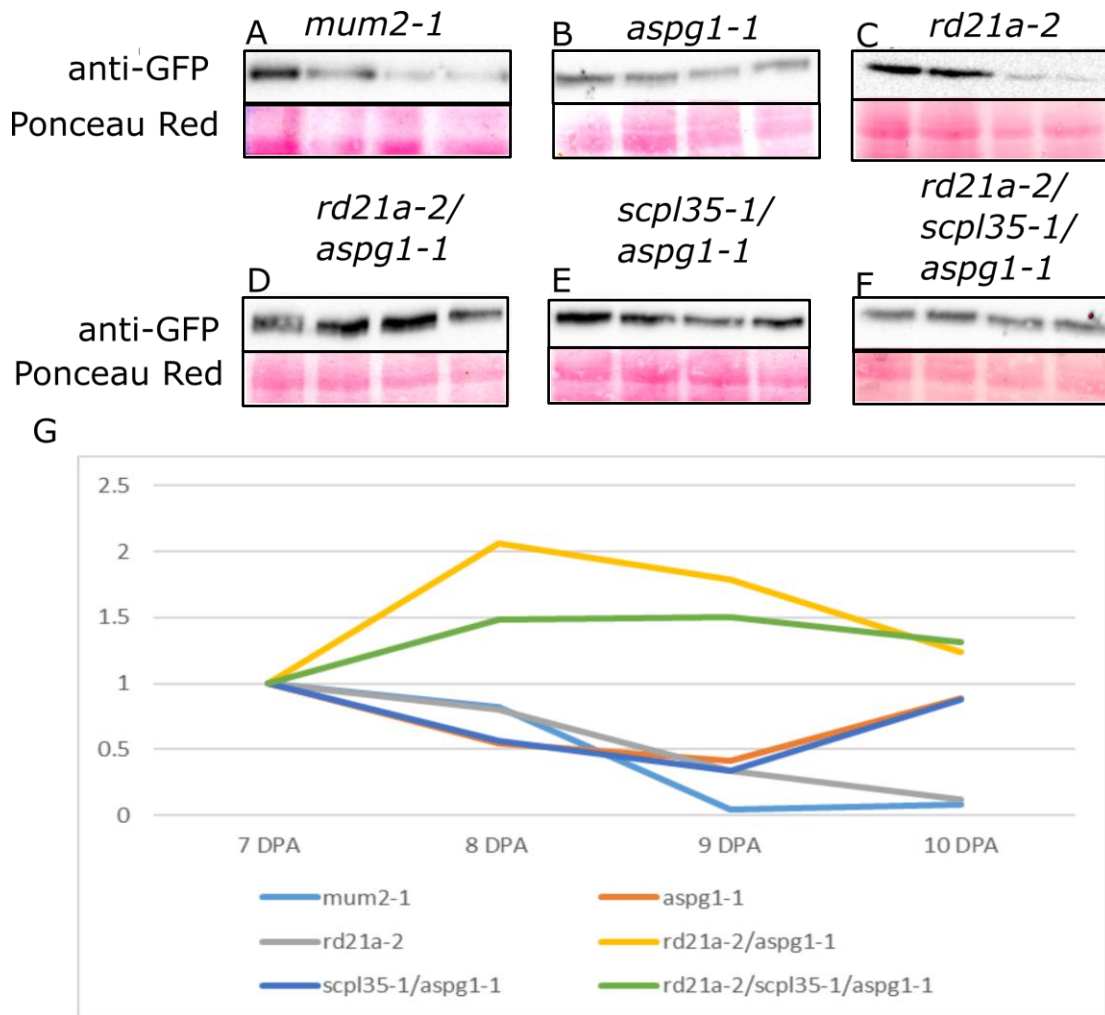 A mum2-1
B aspg1-1
C rd21a-2
anti-GFP
Ponceau Red
D rd21a-2/
aspg1-1
E scpl35-1/
aspg1-1
F rd21a-2/
scpl35-1/
aspg1-1
anti-GFP
Ponceau Red
G
2.5
2
1.5
1
0.5
0
7 DPA 8 DPA 9 DPA 10 DPA
mum2-1 aspg1-1
rd21a-2 rd21a-2/aspg1-1
scpl35-1/aspg1-1 rd21a-2/scpl35-1/aspg1-1